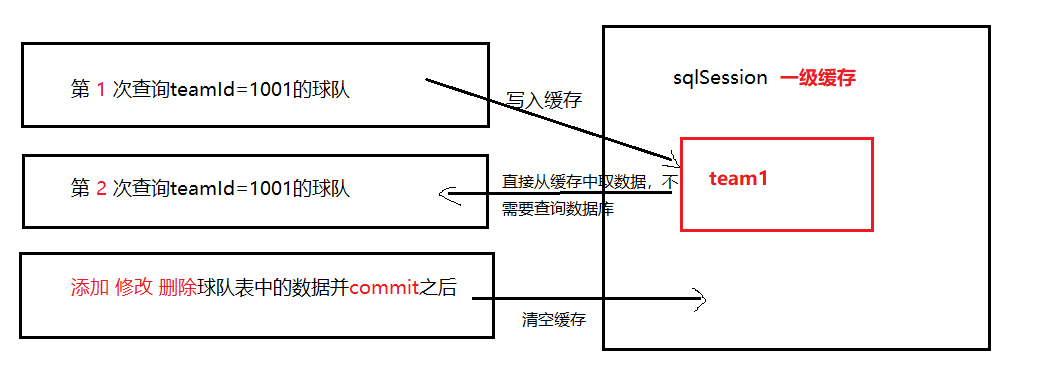 sqlSession 一级缓存
第 1 次查询teamId=1001的球队
写入缓存
team1
第 2 次查询teamId=1001的球队
直接从缓存中取数据，不
需要查询数据库
添加 修改 删除球队表中的数据并commit之后
清空缓存